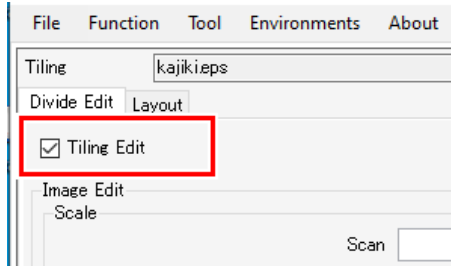 File Function Tool Environments About
Tiling kajiki.eps
Divide Edit Layout
Tiling Edit
Image Edit
Scale
Scan